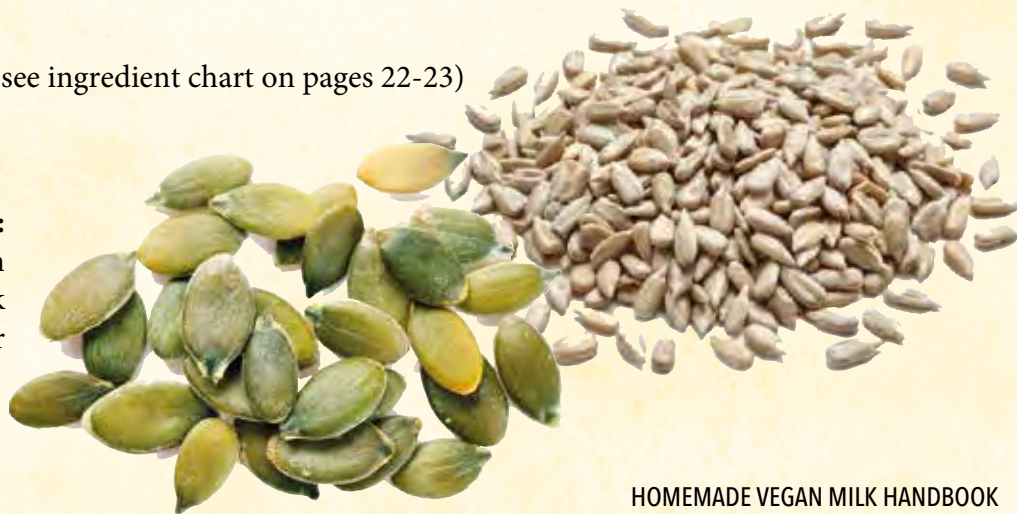 see ingredient chart on pages 22-23)
:
n
k
r
HOMEMADE VEGAN MILK HANDBOOK